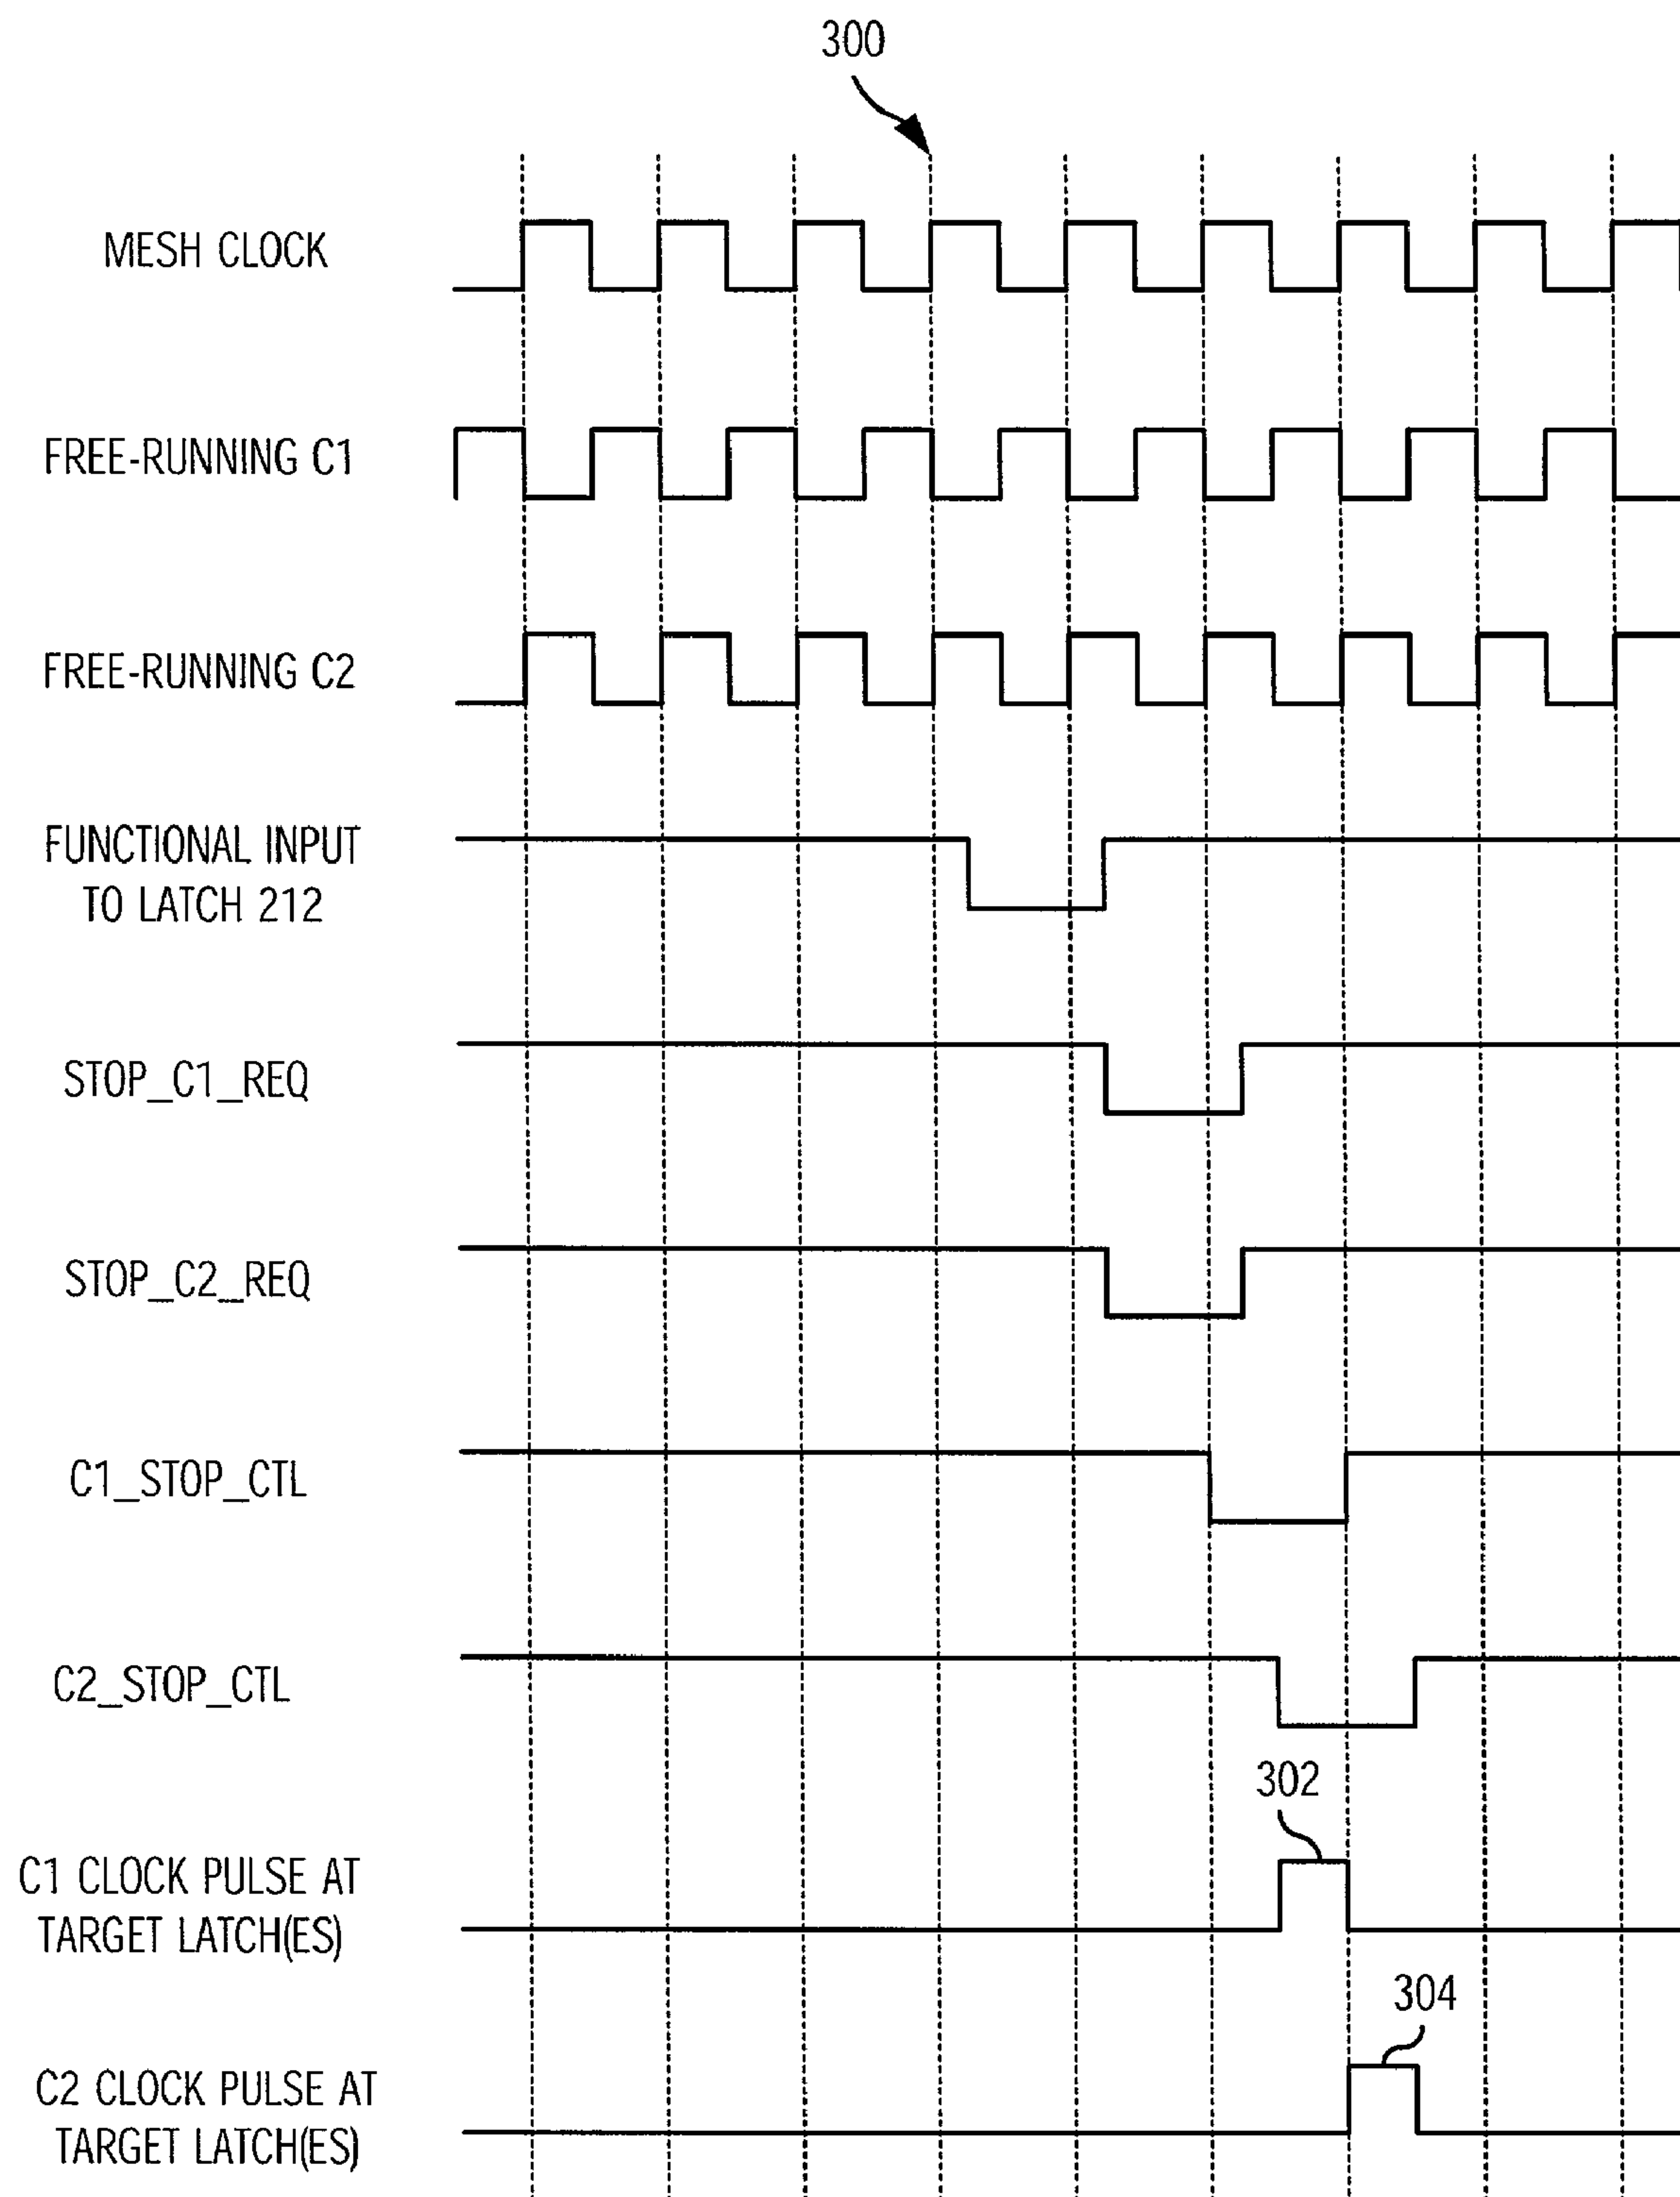 300
MESH CLOCK
FREE-RUNNING C1
FREE-RUNNING C2
FUNCTIONAL INPUT
TO LATCH 212
STOP_C1_REQ
STOP_C2_REQ
C1_STOP_CTL
C2_STOP_CTL
302
C1 CLOCK PULSE AT
TARGET LATCH(ES)
304
C2 CLOCK PULSE AT
TARGET LATCH(ES)